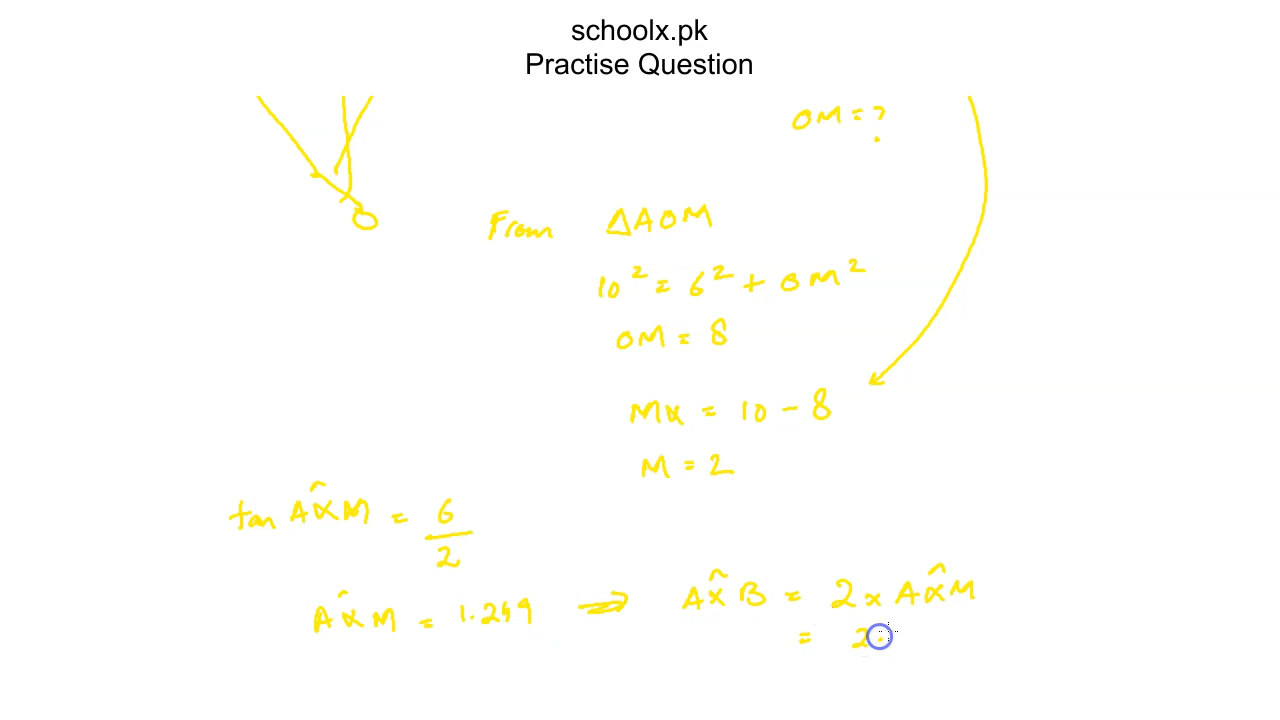 schoolx.pk
Practise Question
OM = ?
From ΔAOM
10² = 6² + OM²
OM = 8
MX = 10 - 8
M = 2
tan AX̂M = 6/2
AX̂M = 1.249 ⇒ AX̂B = 2 × AX̂M
= 2.